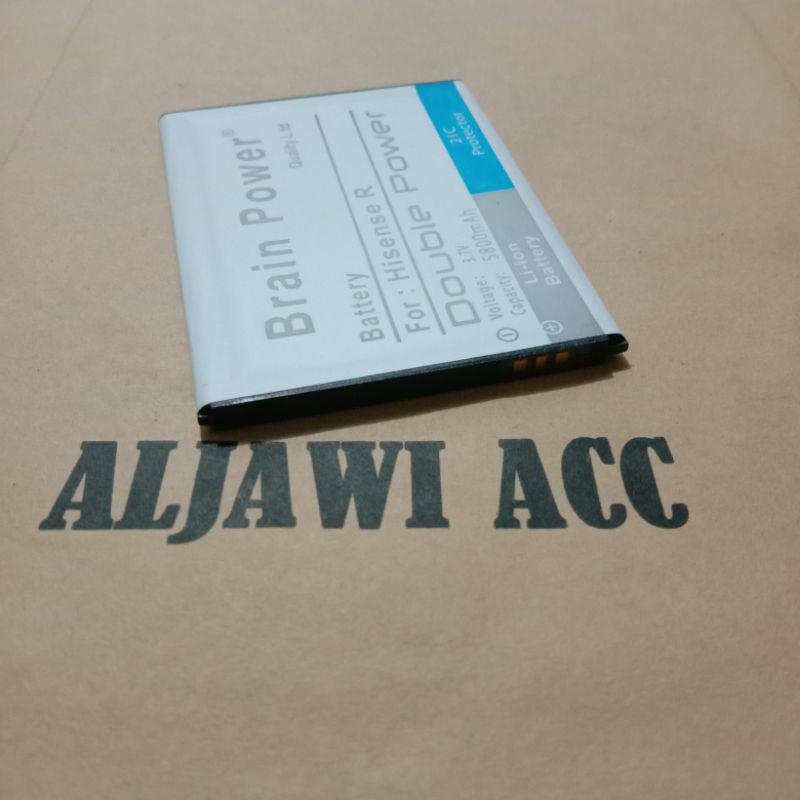 Brain Power®
Quality Ltd
Battery
For : Hisense R
Double Power
Voltage: 3.7V
Capacity: 5800mAh
2IC
Protector
Li-ion
Battery
ALJAWI ACC